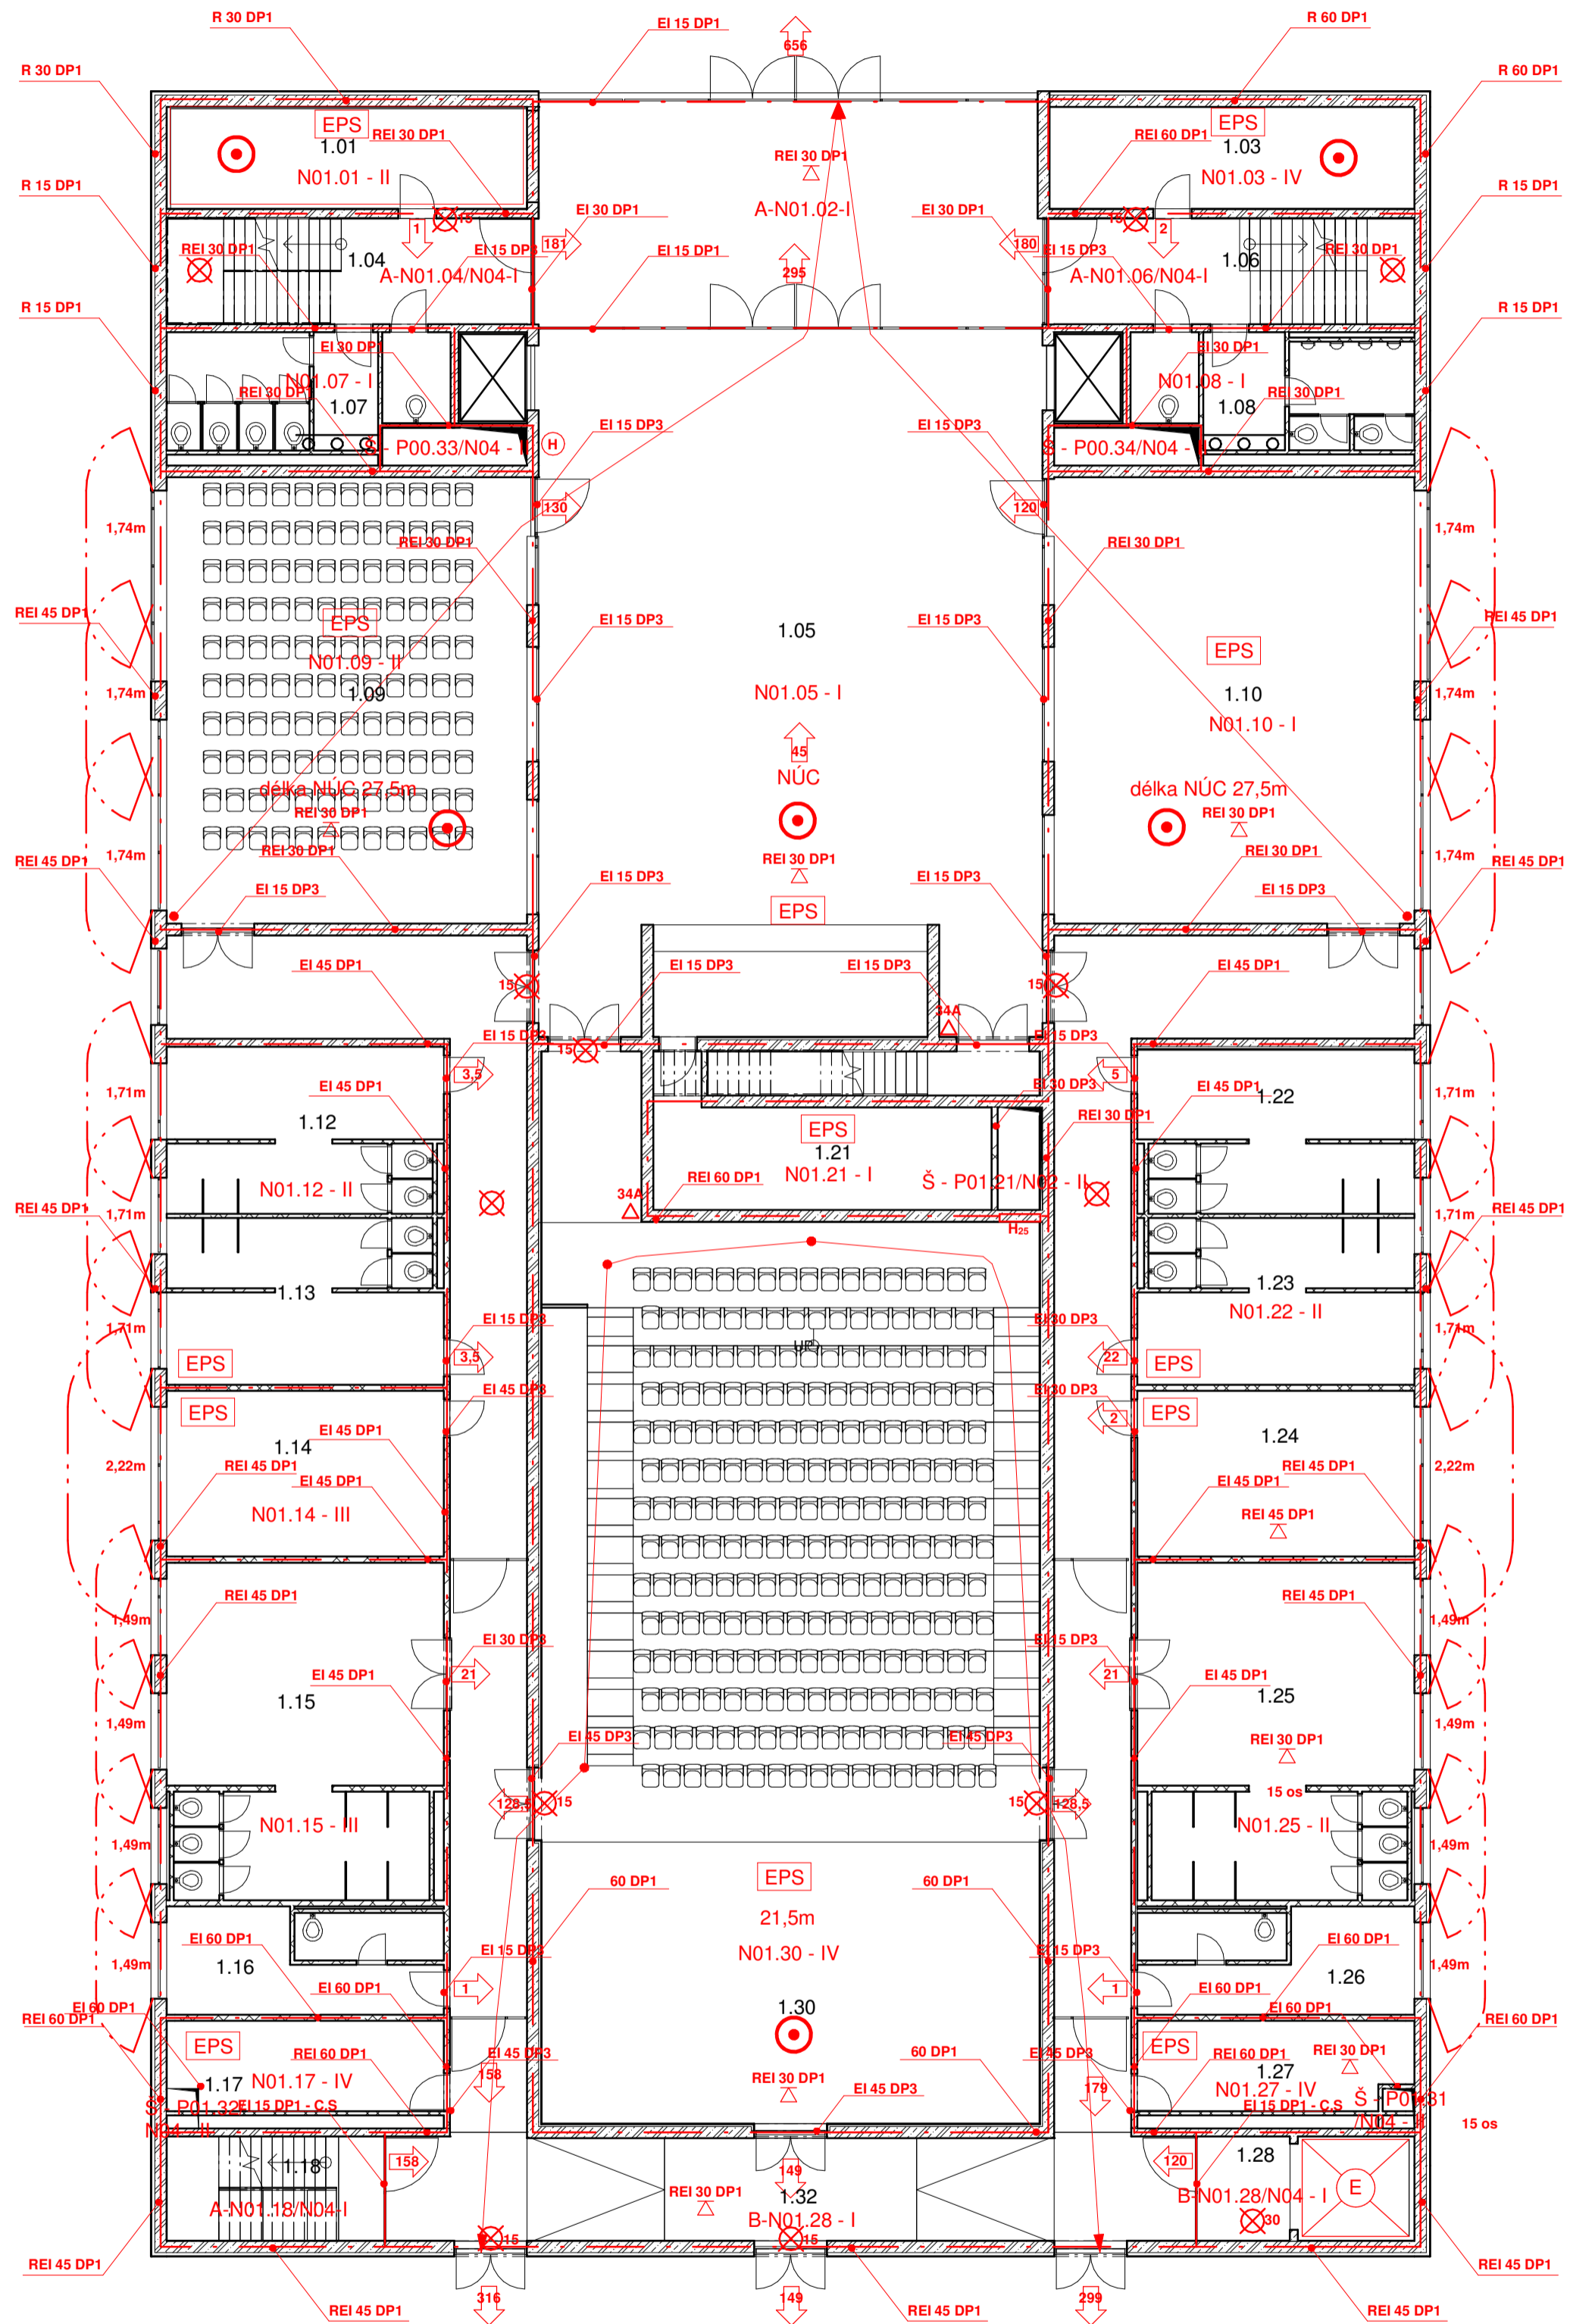 R 30 DP1
EI 15 DP1
656
R 60 DP1
R 30 DP1
R 60 DP1
EPS
1.01
REI 30 DP1
N01.01 - II
REI 30 DP1
A-N01.02-I
EPS
REI 60 DP1
1.03
N01.03 - IV
R 15 DP1
R 15 DP1
1
15
EI 30 DP1
181
EI 15 DP3
REI 30 DP1
1.04
A-N01.04/N04-I
EI 15 DP1
295
EI 30 DP1
180
EI 15 DP3
15
2
REI 30 DP1
1.06
A-N01.06/N04-I
R 15 DP1
R 15 DP1
EI 30 DP1
N01.07 - I
REI 30 DP1
1.07
EI 30 DP1
N01.08 - I
REI 30 DP1
1.08
P00.33/N04 -
H
EI 15 DP3
EI 15 DP3
P00.34/N04 -
130
120
1,74m
1,74m
REI 30 DP1
REI 30 DP1
REI 45 DP1
EPS
EI 15 DP3
1.05
EI 15 DP3
REI 45 DP1
EPS
N01.09 - II
1.09
N01.05 - I
1.10
N01.10 - I
1,74m
1,74m
45
NÚC
délka NÚC 27,5m
délka NÚC 27,5m
REI 30 DP1
REI 30 DP1
REI 45 DP1
1,74m
REI 30 DP1
REI 30 DP1
REI 30 DP1
1,74m
REI 45 DP1
EI 15 DP3
EI 15 DP3
EPS
EI 15 DP3
EI 15 DP3
EI 45 DP1
15
EI 15 DP3
EI 15 DP3
15
EI 45 DP1
34A
15
EI 15 DP3
3,5
EI 15 DP3
5
1,71m
EI 45 DP1
1.12
EI 30 DP3
EI 45 DP1
1.22
1,71m
EPS
1.21
N01.21 - I
REI 30 DP1
N01.12 - II
REI 60 DP1
Š - P01.21/N02 - II
34A
H25
REI 45 DP1
1,71m
1,71m
REI 45 DP1
1.13
1.23
N01.22 - II
1,71m
EI 15 DP3
3,5
UP
EI 30 DP3
22
1,71m
EPS
EPS
EI 45 DP3
EI 30 DP3
EPS
2
EPS
1.14
EI 45 DP1
1.24
2,22m
REI 45 DP1
EI 45 DP1
N01.14 - III
EI 45 DP1
REI 45 DP1
2,22m
REI 45 DP1
1,49m
REI 45 DP1
REI 45 DP1
1,49m
EI 30 DP3
21
EI 15 DP3
21
EI 45 DP1
1.15
EI 45 DP1
1.25
1,49m
EI 45 DP3
EI 45 DP3
REI 30 DP1
1,49m
128,5
15
15
128,5
15 os
N01.15 - III
N01.25 - II
1,49m
1,49m
EPS
60 DP1
60 DP1
21,5m
N01.30 - IV
EI 60 DP1
1.16
EI 15 DP3
EI 15 DP3
EI 60 DP1
1.26
1,49m
1,49m
EI 60 DP1
1
1
EI 60 DP1
EI 60 DP1
REI 60 DP1
1.30
EI 60 DP1
REI 60 DP1
EPS
REI 60 DP1
EI 45 DP3
158
60 DP1
EI 45 DP3
179
EPS
REI 60 DP1
REI 30 DP1
1.17
N01.17 - IV
REI 30 DP1
EI 45 DP3
1.27
N01.27 - IV
P01.32
EI 15 DP1 - C,S
EI 15 DP1 - C,S
15 os
158
149
120
1.28
1.18
A-N01.18/N04-I
REI 30 DP1
1.32
B-N01.28 - I
B-N01.28/N04 - I
E
15
15
30
REI 45 DP1
REI 45 DP1
316
149
299
REI 45 DP1
REI 45 DP1
REI 45 DP1